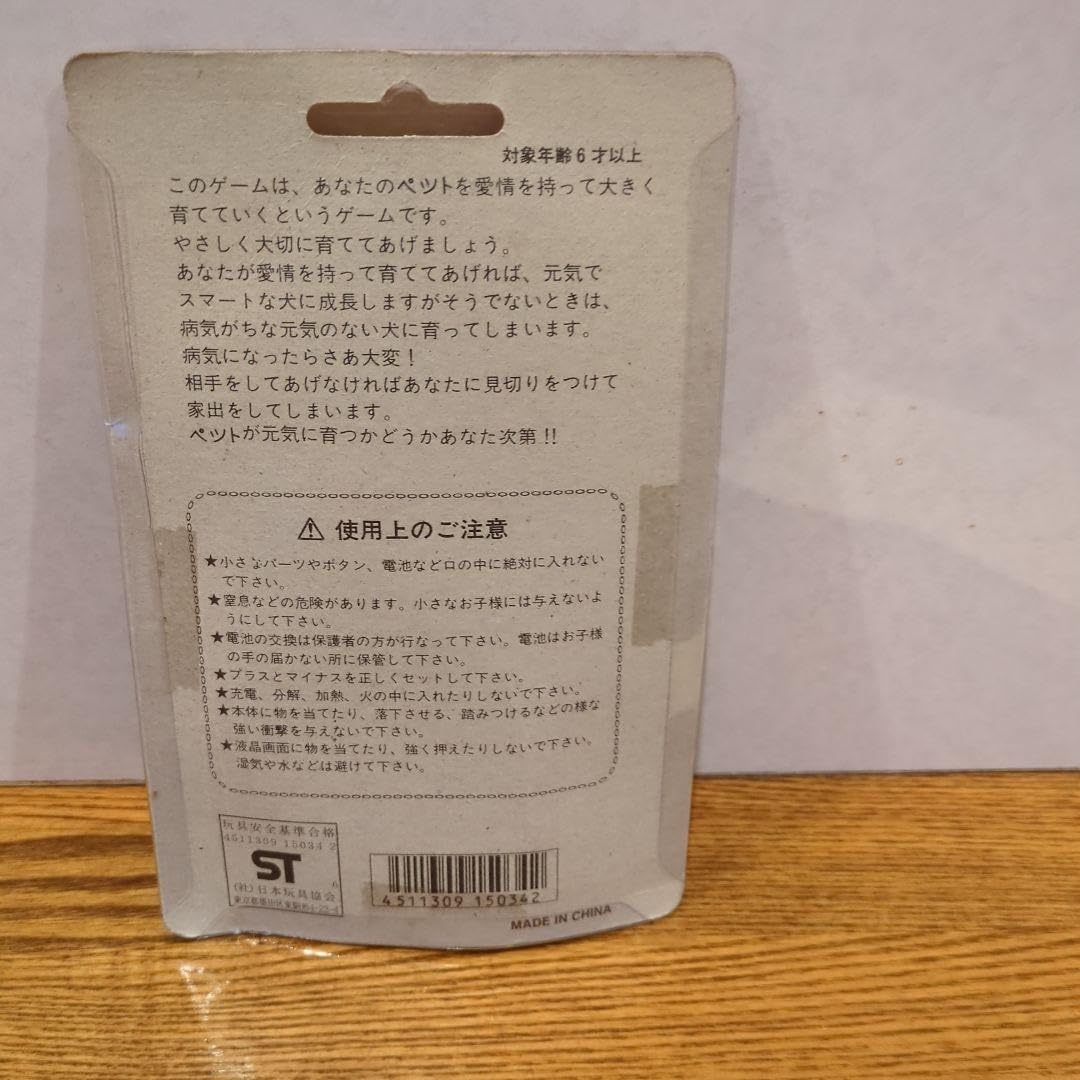 対象年齢6才以上
このゲームは、あなたのペツトを愛情を持って大きく
育てていくというゲームです。
やさしく大切に育ててあげましょう。
あなたが愛情を持って育ててあげれば、元気で
スマートな犬に成長しますがそうでないときは、
病気がちな元気のない犬に育ってしまいます。
病気になったらさあ大変！
相手をしてあげなければあなたに見切りをつけて
家出をしてしまいます。
ペツトが元気に育つかどうかあなた次第!!
⚠ 使用上のご注意
★小さなパーツやボタン、電池など口の中に絶対に入れない
で下さい。
★窒息などの危険があります。小さなお子様には与えないよ
うにして下さい。
★電池の交換は保護者の方が行なって下さい。電池はお子様
の手の届かない所に保管して下さい。
★プラスとマイナスを正しくセットして下さい。
★充電、分解、加熱、火の中に入れたりしないで下さい。
★本体に物を当てたり、落下させる、踏みつけるなどの様な
強い衝撃を与えないで下さい。
★液晶画面に物を当てたり、強く押えたりしないで下さい。
湿気や水などは避けて下さい。
玩具安全基準合格
4511309 15034 2
ST
6
(社)日本玩具協会
東京都墨田区東駒形4-22-4
4 511309 150342
MADE IN CHINA